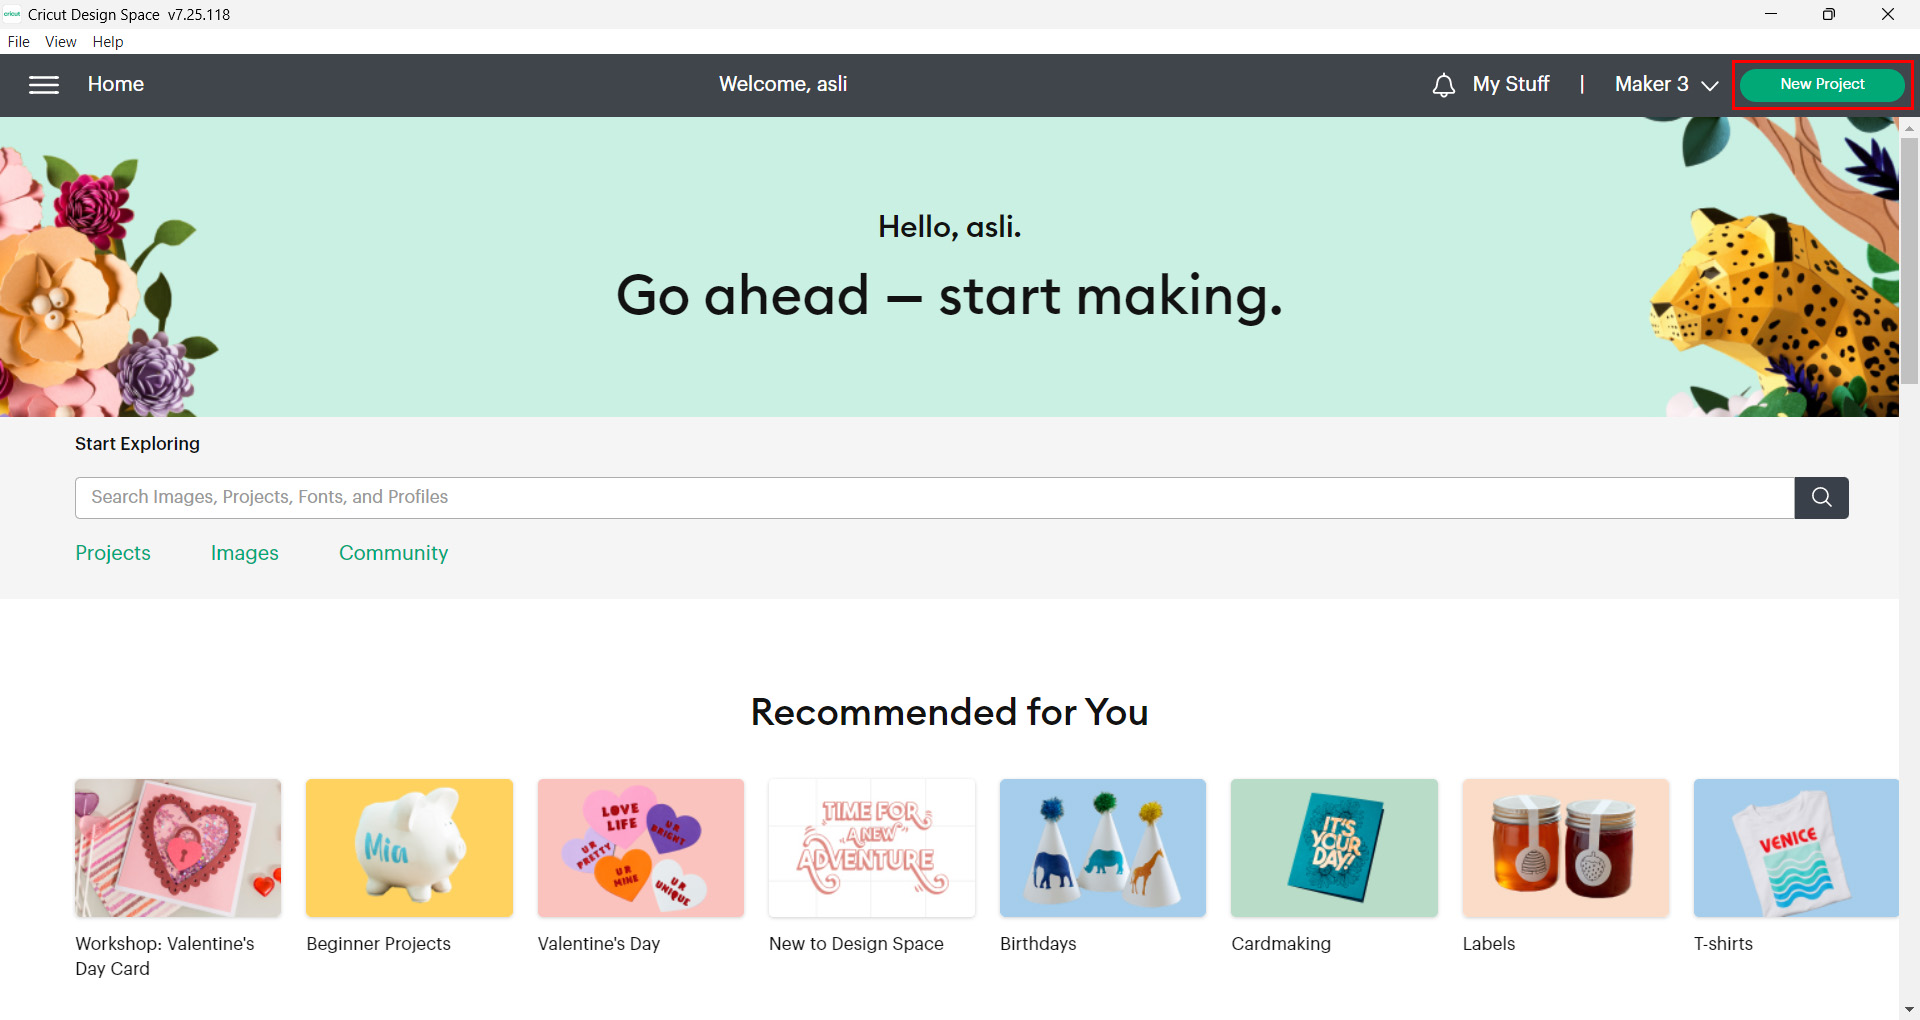 cricut Cricut Design Space v7.25.118
File View Help
Home Welcome, asli My Stuff | Maker 3 New Project
Hello, asli.
Go ahead — start making.
Start Exploring
Search Images, Projects, Fonts, and Profiles
Projects Images Community
Recommended for You
Mia
LOVE
LIFE
UR
BRIGHT
UR
PRETTY
UR
MINE
UR
UNIQUE
TIME FOR
A NEW
ADVENTURE
IT'S
YOUR
DAY!
VENICE
Workshop: Valentine's
Day Card
Beginner Projects
Valentine's Day
New to Design Space
Birthdays
Cardmaking
Labels
T-shirts